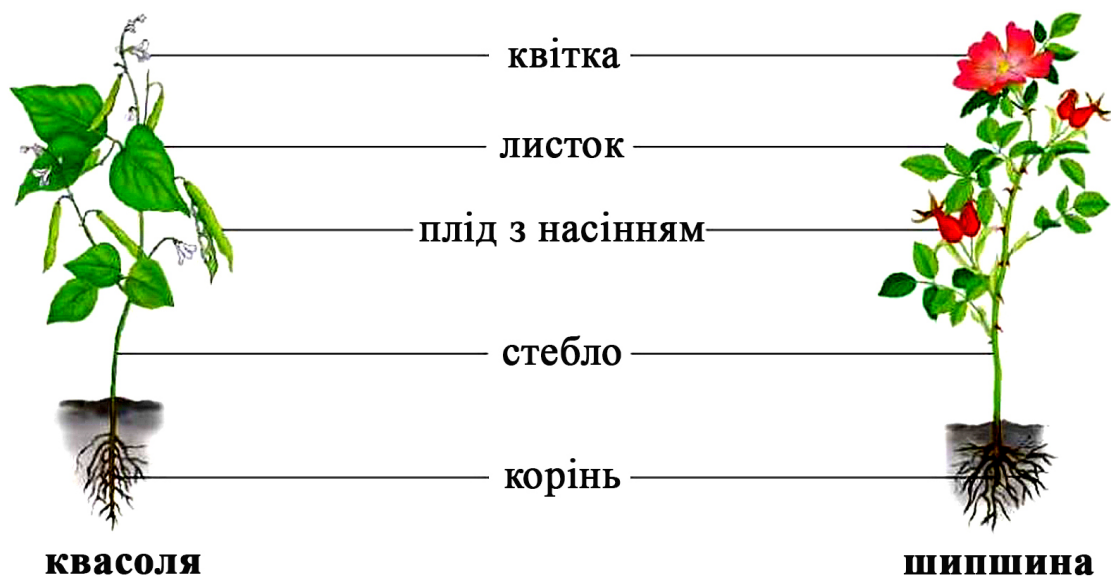 квітка
листок
плід з насінням
стебло
корінь
квасоля
шипшина